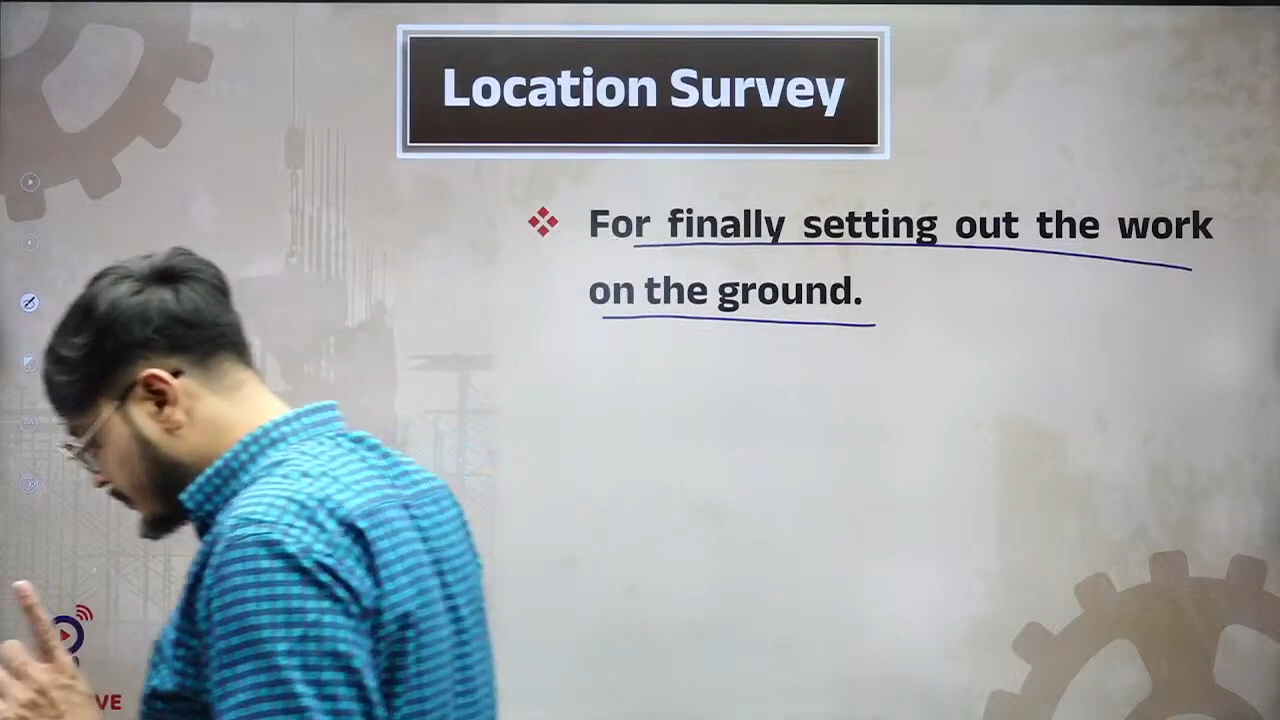 Location Survey
For finally setting out the work
on the ground.
VE